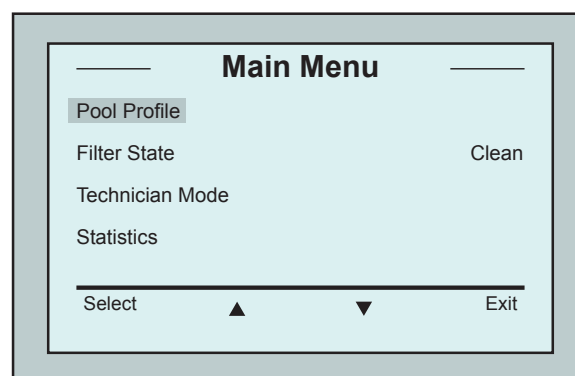 Main Menu
Pool Profile
Filter State Clean
Technician Mode
Statistics
Select ▲ ▼ Exit